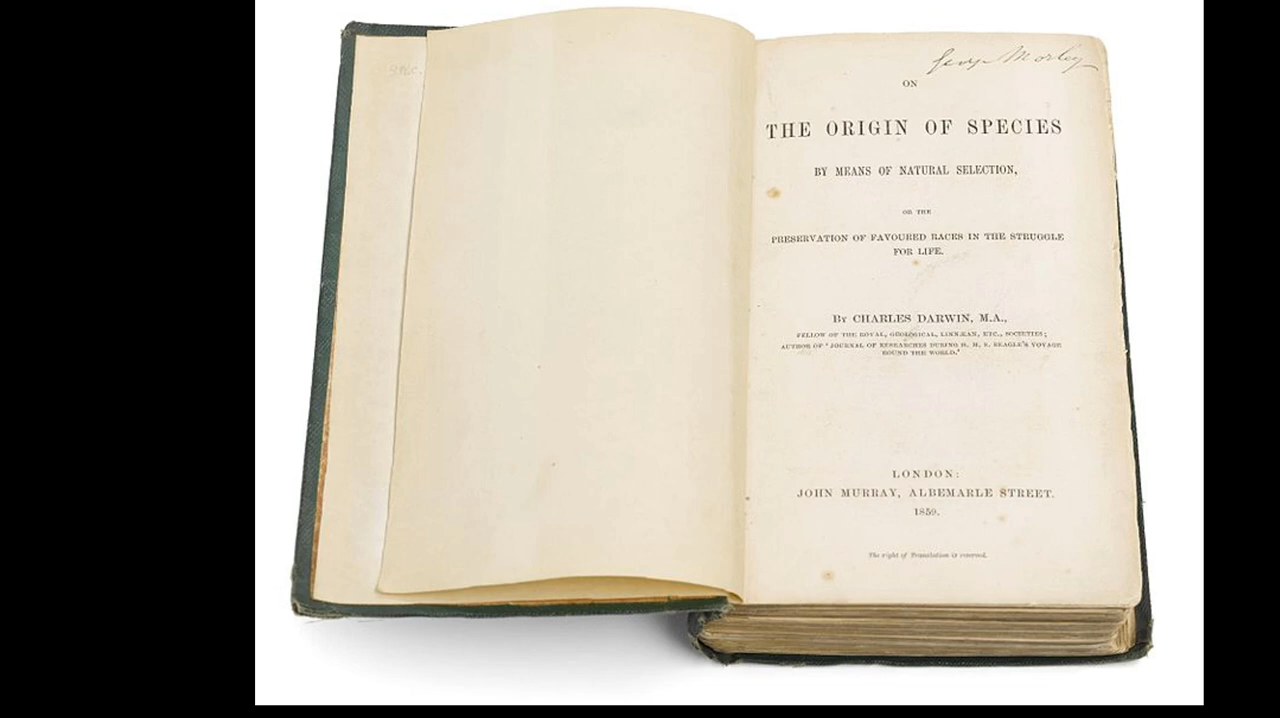 George Morley
ON
THE ORIGIN OF SPECIES
BY MEANS OF NATURAL SELECTION,
OR THE
PRESERVATION OF FAVOURED RACES IN THE STRUGGLE
FOR LIFE.
BY CHARLES DARWIN, M.A.,
FELLOW OF THE ROYAL, GEOLOGICAL, LINNÆAN, ETC., SOCIETIES;
AUTHOR OF 'JOURNAL OF RESEARCHES DURING H. M. S. BEAGLE'S VOYAGE
ROUND THE WORLD.'
LONDON:
JOHN MURRAY, ALBEMARLE STREET.
1859.
The right of Translation is reserved.